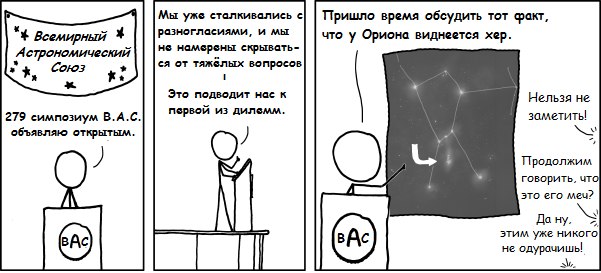 Всемирный
Астрономический
Союз
279 симпозиум В.А.С.
объявляю открытым.
ВАС
Мы уже сталкивались с
разногласиями, и мы
не намерены скрывать-
ся от тяжёлых вопросов
Это подводит нас к
первой из дилемм.
Пришло время обсудить тот факт,
что у Ориона виднеется хер.
Нельзя не
заметить!
Продолжим
говорить, что
это его меч?
Да ну,
этим уже никого
не одурачишь!
ВАС